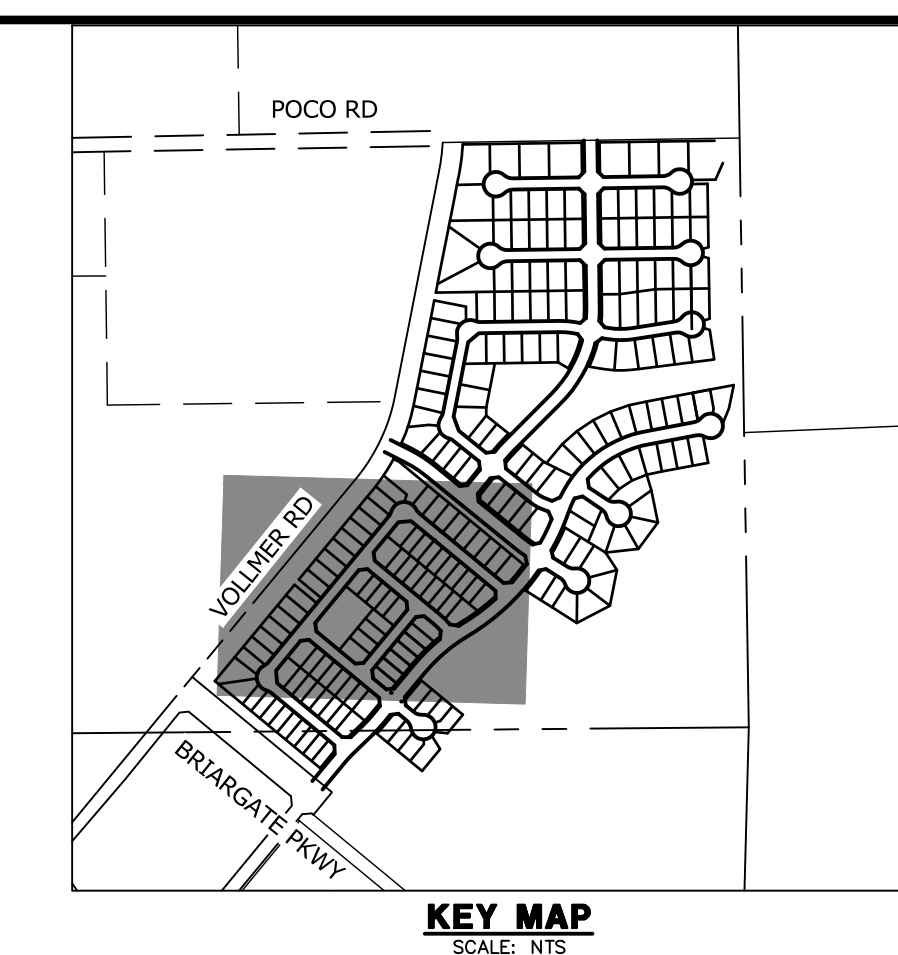 POCO RD
VOLLMER RD
BRIARGATE PKWY
KEY MAP
SCALE: NTS